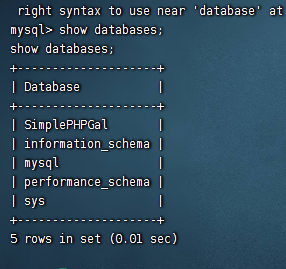 right syntax to use near 'database' at
mysql> show databases;
show databases;
+--------------------+
| Database           |
+--------------------+
| SimplePHPGal       |
| information_schema |
| mysql              |
| performance_schema |
| sys                |
+--------------------+
5 rows in set (0.01 sec)